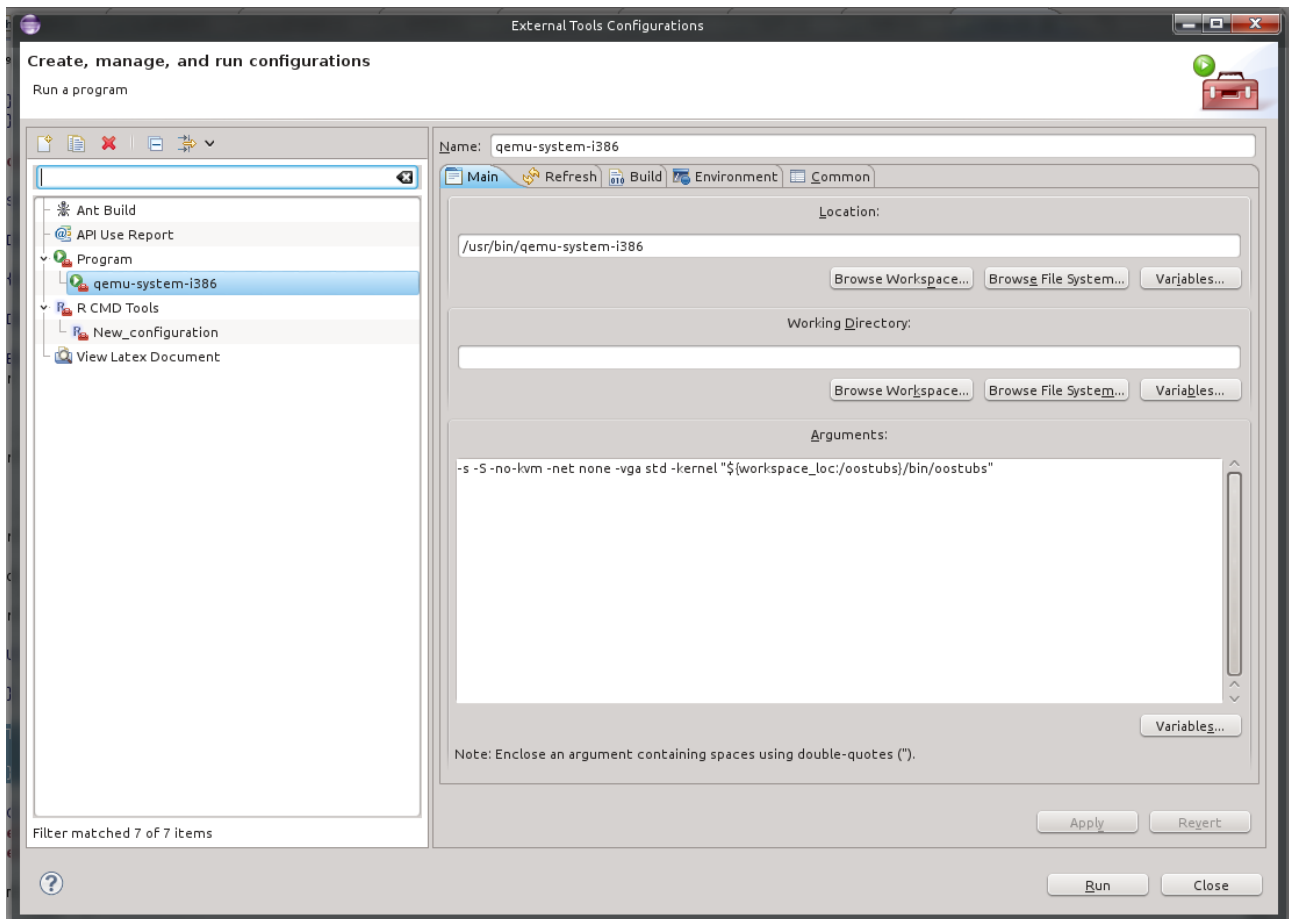 External Tools Configurations
Create, manage, and run configurations
Run a program
Name: qemu-system-i386
Main Refresh Build Environment Common
Ant Build
API Use Report
Program
qemu-system-i386
R CMD Tools
New_configuration
View Latex Document
Filter matched 7 of 7 items
Location:
/usr/bin/qemu-system-i386
Browse Workspace... Browse File System... Variables...
Working Directory:
Browse Workspace... Browse File System... Variables...
Arguments:
-s -S -no-kvm -net none -vga std -kernel "${workspace_loc:/oostubs}/bin/oostubs"
Variables...
Note: Enclose an argument containing spaces using double-quotes (").
Apply Revert
Run Close